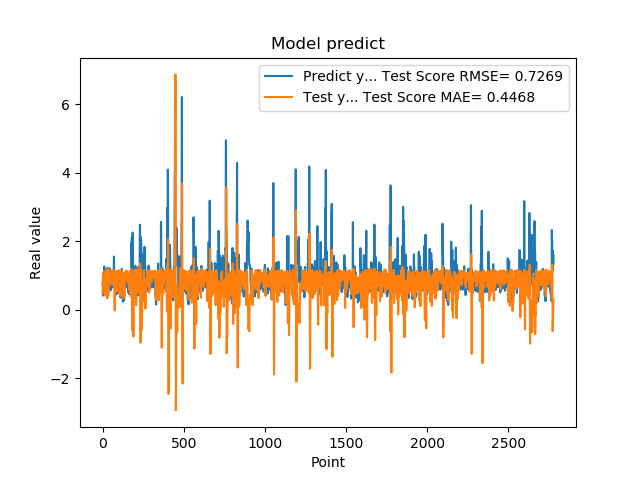 Model predict
Predict y... Test Score RMSE= 0.7269
Test y... Test Score MAE= 0.4468
6
4
2
0
−2
Real value
0 500 1000 1500 2000 2500
Point